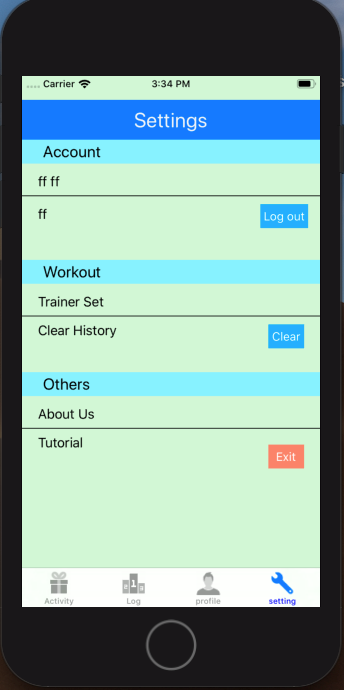 Carrier 3:34 PM
Settings
Account
ff ff
ff Log out
Workout
Trainer Set
Clear History Clear
Others
About Us
Tutorial
Exit
1
Activity Log profile setting